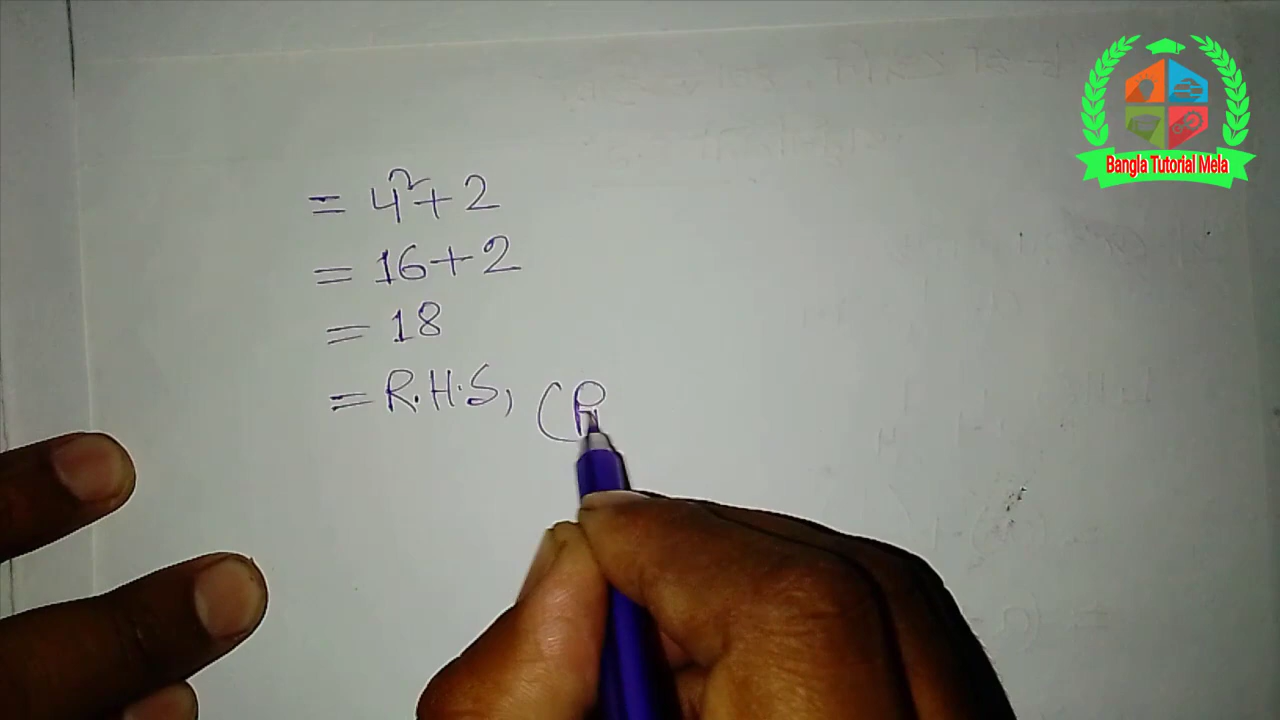 Bangla Tutorial Mela
= 4²+2
= 16+2
= 18
= R.H.S, (P